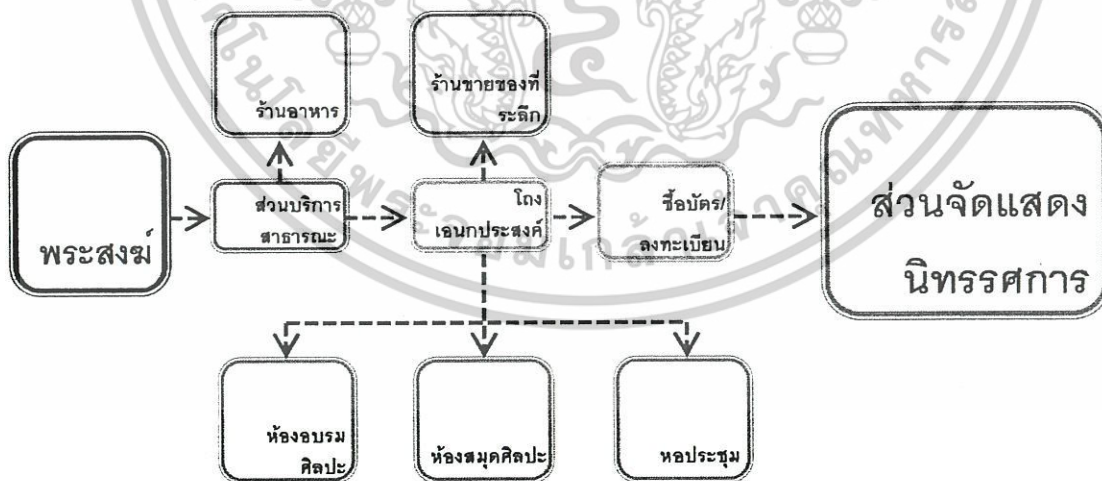 ร้านอาหาร
ร้านขายของที่
ระลึก
พระสงฆ์
ส่วนบริการ
สาธารณะ
โถง
เอนกประสงค์
ซื้อบัตร/
ลงทะเบียน
ส่วนจัดแสดง
นิทรรศการ
ห้องอบรม
ศิลปะ
ห้องสมุดศิลปะ
หอประชุม